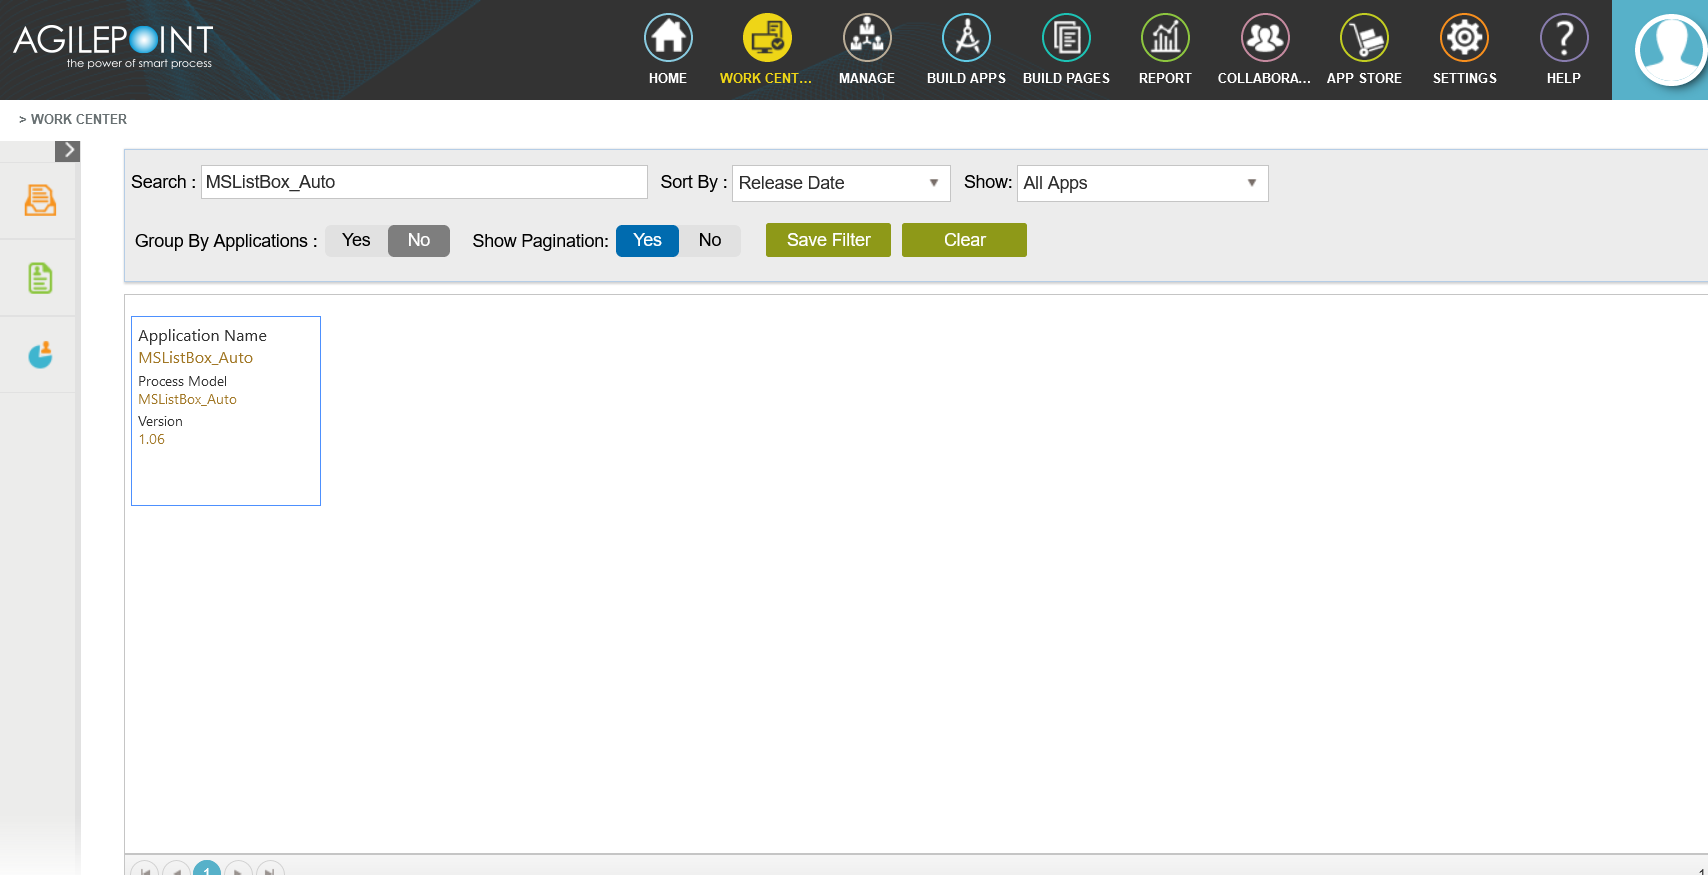 AGILEPOINT
the power of smart process
HOME
WORK CENT...
MANAGE
BUILD APPS
BUILD PAGES
REPORT
COLLABORA...
APP STORE
SETTINGS
HELP
> WORK CENTER
Search : MSListBox_Auto Sort By : Release Date Show: All Apps
Group By Applications : Yes No Show Pagination: Yes No Save Filter Clear
Application Name
MSListBox_Auto
Process Model
MSListBox_Auto
Version
1.06
1